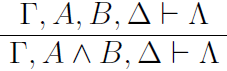 Γ, A, B, Δ ⊢ Λ
Γ, A ∧ B, Δ ⊢ Λ